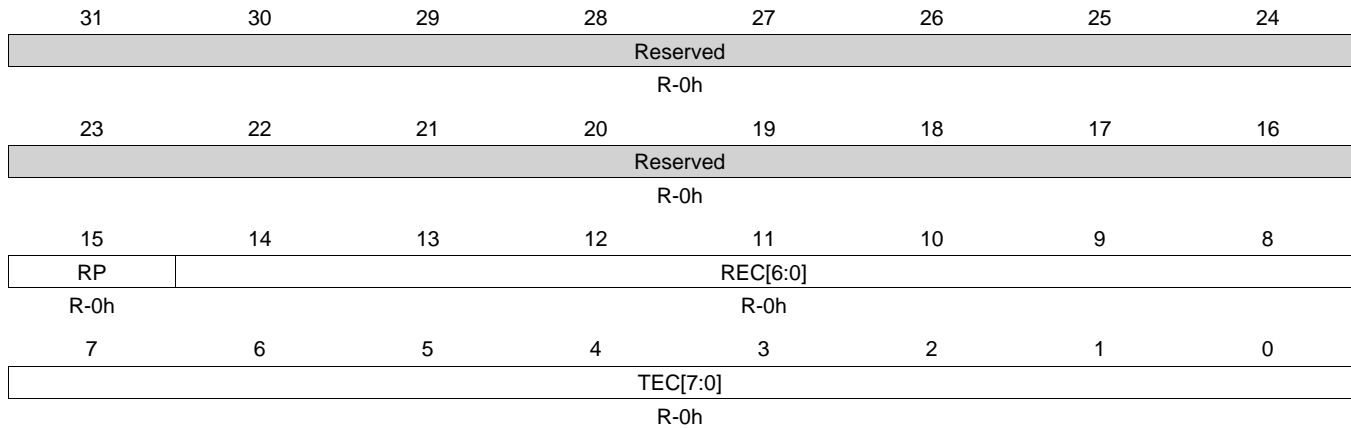 31 30 29 28 27 26 25 24
Reserved
R-0h
23 22 21 20 19 18 17 16
Reserved
R-0h
15 14 13 12 11 10 9 8
RP REC[6:0]
R-0h R-0h
7 6 5 4 3 2 1 0
TEC[7:0]
R-0h